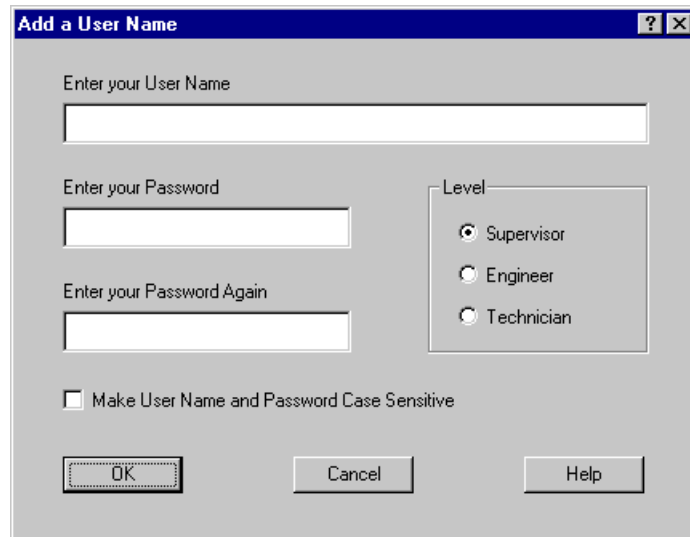 Add a User Name
Enter your User Name
Enter your Password
Level
Supervisor
Engineer
Enter your Password Again
Technician
Make User Name and Password Case Sensitive
OK Cancel Help